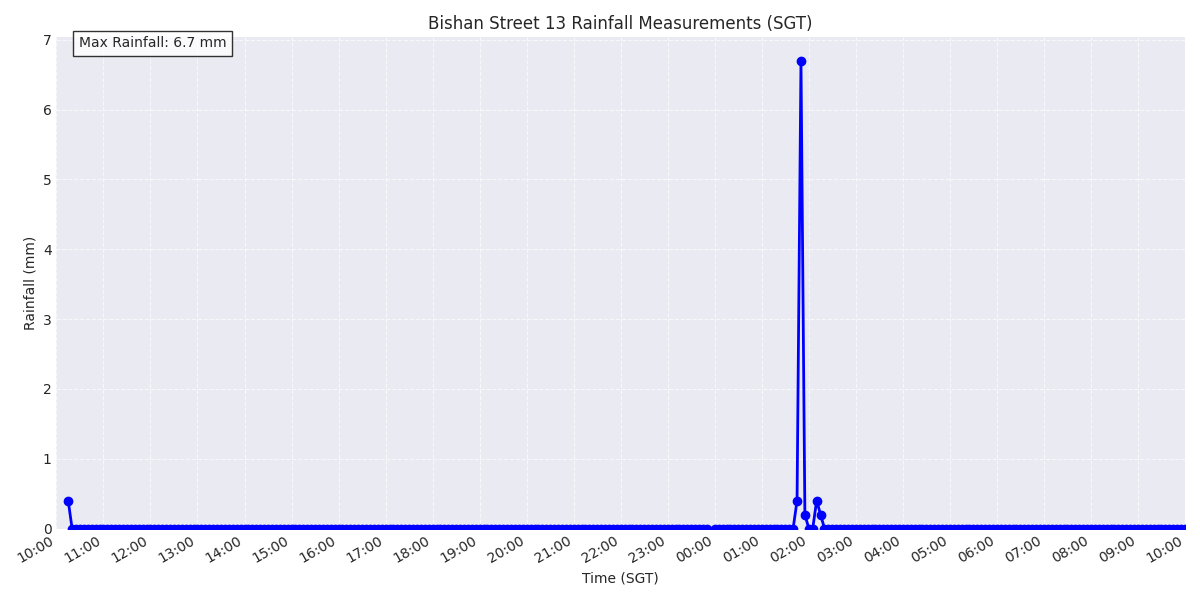 Bishan Street 13 Rainfall Measurements (SGT)
Max Rainfall: 6.7 mm
7
6
5
4
3
2
1
0
Rainfall (mm)
10:00 11:00 12:00 13:00 14:00 15:00 16:00 17:00 18:00 19:00 20:00 21:00 22:00 23:00 00:00 01:00 02:00 03:00 04:00 05:00 06:00 07:00 08:00 09:00 10:00
Time (SGT)